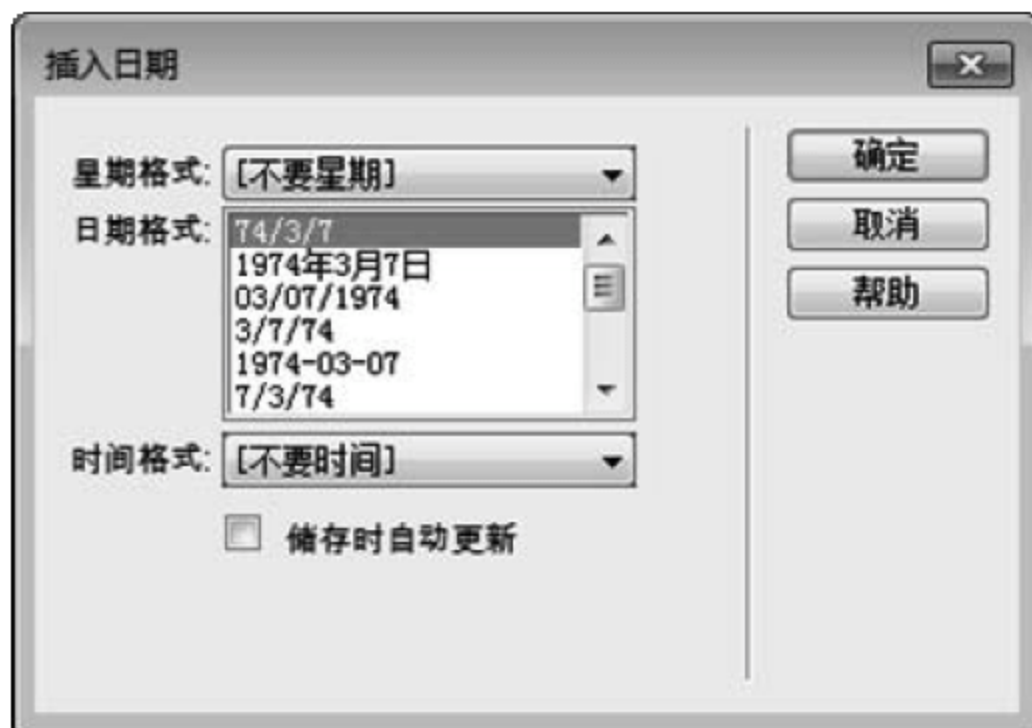 插入日期
星期格式: [不要星期]
确定
日期格式: 74/3/7
取消
1974年3月7日
03/07/1974
帮助
3/7/74
1974-03-07
7/3/74
时间格式: [不要时间]
储存时自动更新